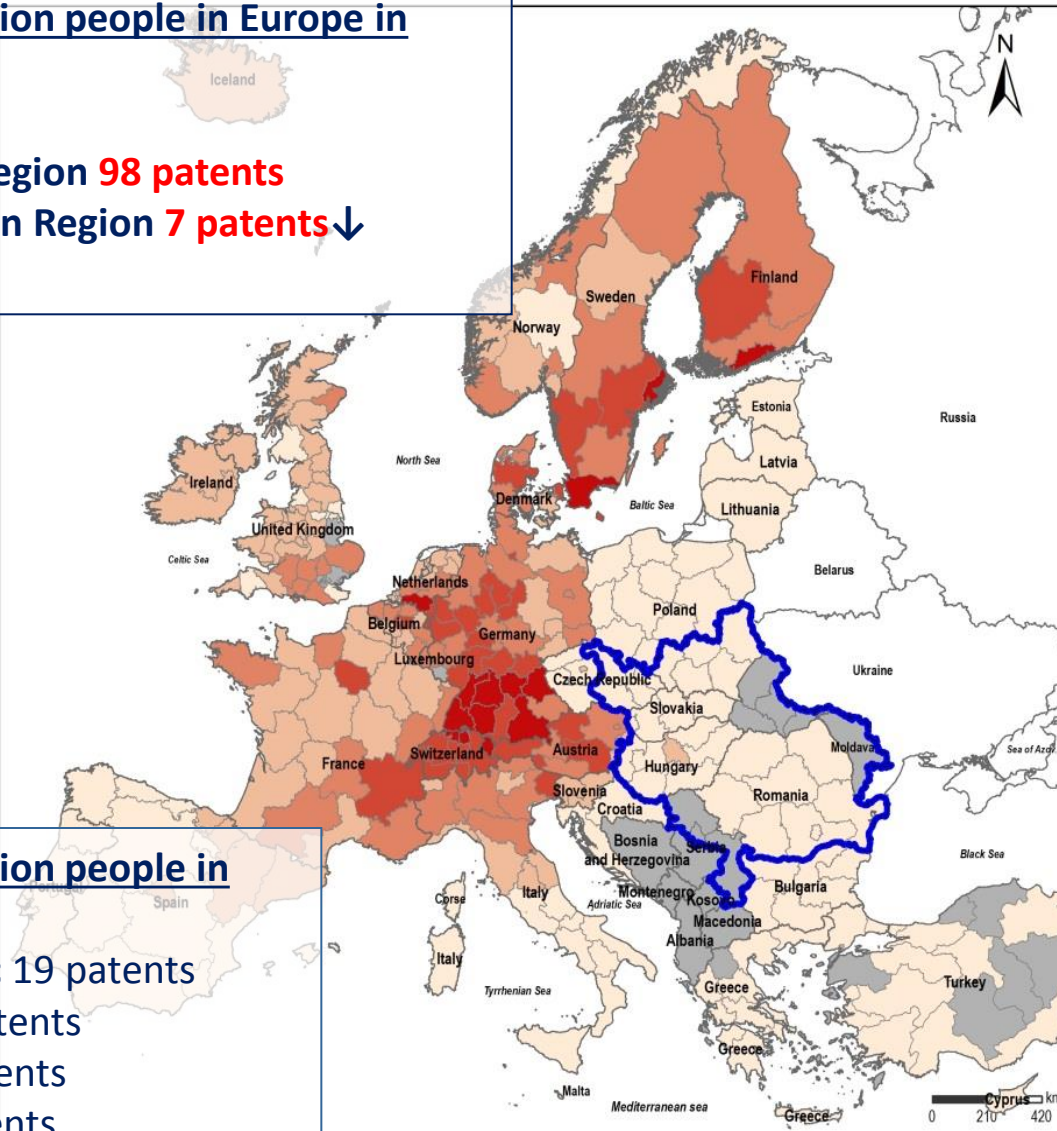 ion people in Europe in
Iceland
egion 98 patents
n Region 7 patents↓
N
Finland
Sweden
Norway
Estonia
Russia
North Sea
Latvia
Ireland
Denmark
Baltic Sea
Lithuania
United Kingdom
Celtic Sea
Belarus
Netherlands
Poland
Belgium
Germany
Luxembourg
Ukraine
Czech Republic
Slovakia
Moldava
Switzerland
Austria
Sea of Azov
France
Hungary
Slovenia
Romania
Croatia
Bosnia
and Herzegovina
Serbia
Black Sea
ion people in
Portugal
Spain
Corse
Italy
Adriatic Sea
Montenegro
Kosovo
Bulgaria
Macedonia
Albania
: 19 patents
Italy
Tyrrhenian Sea
Greece
Turkey
tents
Greece
ents
Malta
Mediterranean sea
Cyprus
km
Greece
0 210 420
ents